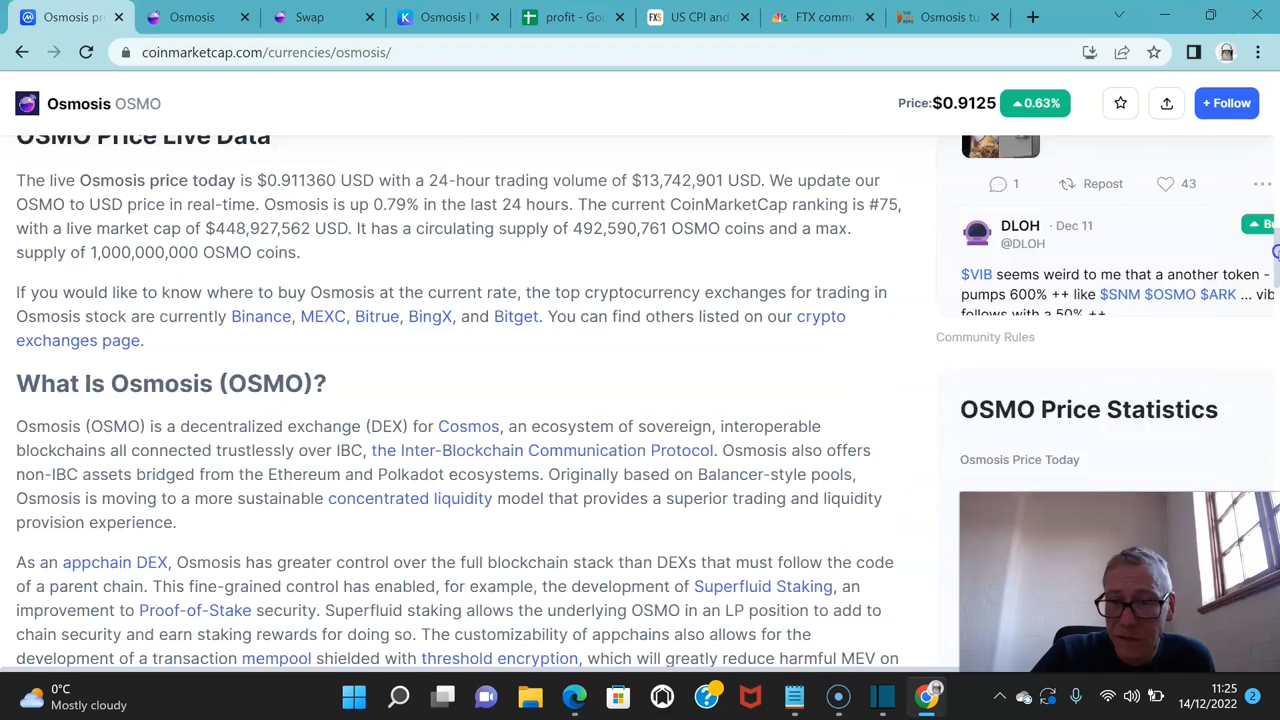 Osmosis pri
Osmosis
Swap
Osmosis | K
profit - Goo
US CPI and
FTX comm
Osmosis tu
coinmarketcap.com/currencies/osmosis/
Osmosis OSMO
Price:$0.9125 0.63%
+ Follow
OSMO Price Live Data
The live Osmosis price today is $0.911360 USD with a 24-hour trading volume of $13,742,901 USD. We update our
OSMO to USD price in real-time. Osmosis is up 0.79% in the last 24 hours. The current CoinMarketCap ranking is #75,
with a live market cap of $448,927,562 USD. It has a circulating supply of 492,590,761 OSMO coins and a max.
supply of 1,000,000,000 OSMO coins.
If you would like to know where to buy Osmosis at the current rate, the top cryptocurrency exchanges for trading in
Osmosis stock are currently Binance, MEXC, Bitrue, BingX, and Bitget. You can find others listed on our crypto
exchanges page.
What Is Osmosis (OSMO)?
Osmosis (OSMO) is a decentralized exchange (DEX) for Cosmos, an ecosystem of sovereign, interoperable
blockchains all connected trustlessly over IBC, the Inter-Blockchain Communication Protocol. Osmosis also offers
non-IBC assets bridged from the Ethereum and Polkadot ecosystems. Originally based on Balancer-style pools,
Osmosis is moving to a more sustainable concentrated liquidity model that provides a superior trading and liquidity
provision experience.
As an appchain DEX, Osmosis has greater control over the full blockchain stack than DEXs that must follow the code
of a parent chain. This fine-grained control has enabled, for example, the development of Superfluid Staking, an
improvement to Proof-of-Stake security. Superfluid staking allows the underlying OSMO in an LP position to add to
chain security and earn staking rewards for doing so. The customizability of appchains also allows for the
development of a transaction mempool shielded with threshold encryption, which will greatly reduce harmful MEV on
1 Repost 43
DLOH · Dec 11
Bu
@DLOH
$VIB seems weird to me that a another token -
pumps 600% ++ like $SNM $OSMO $ARK ... vib
follows with a 50% ++
Community Rules
OSMO Price Statistics
Osmosis Price Today
0°C
Mostly cloudy
11:25
14/12/2022
2